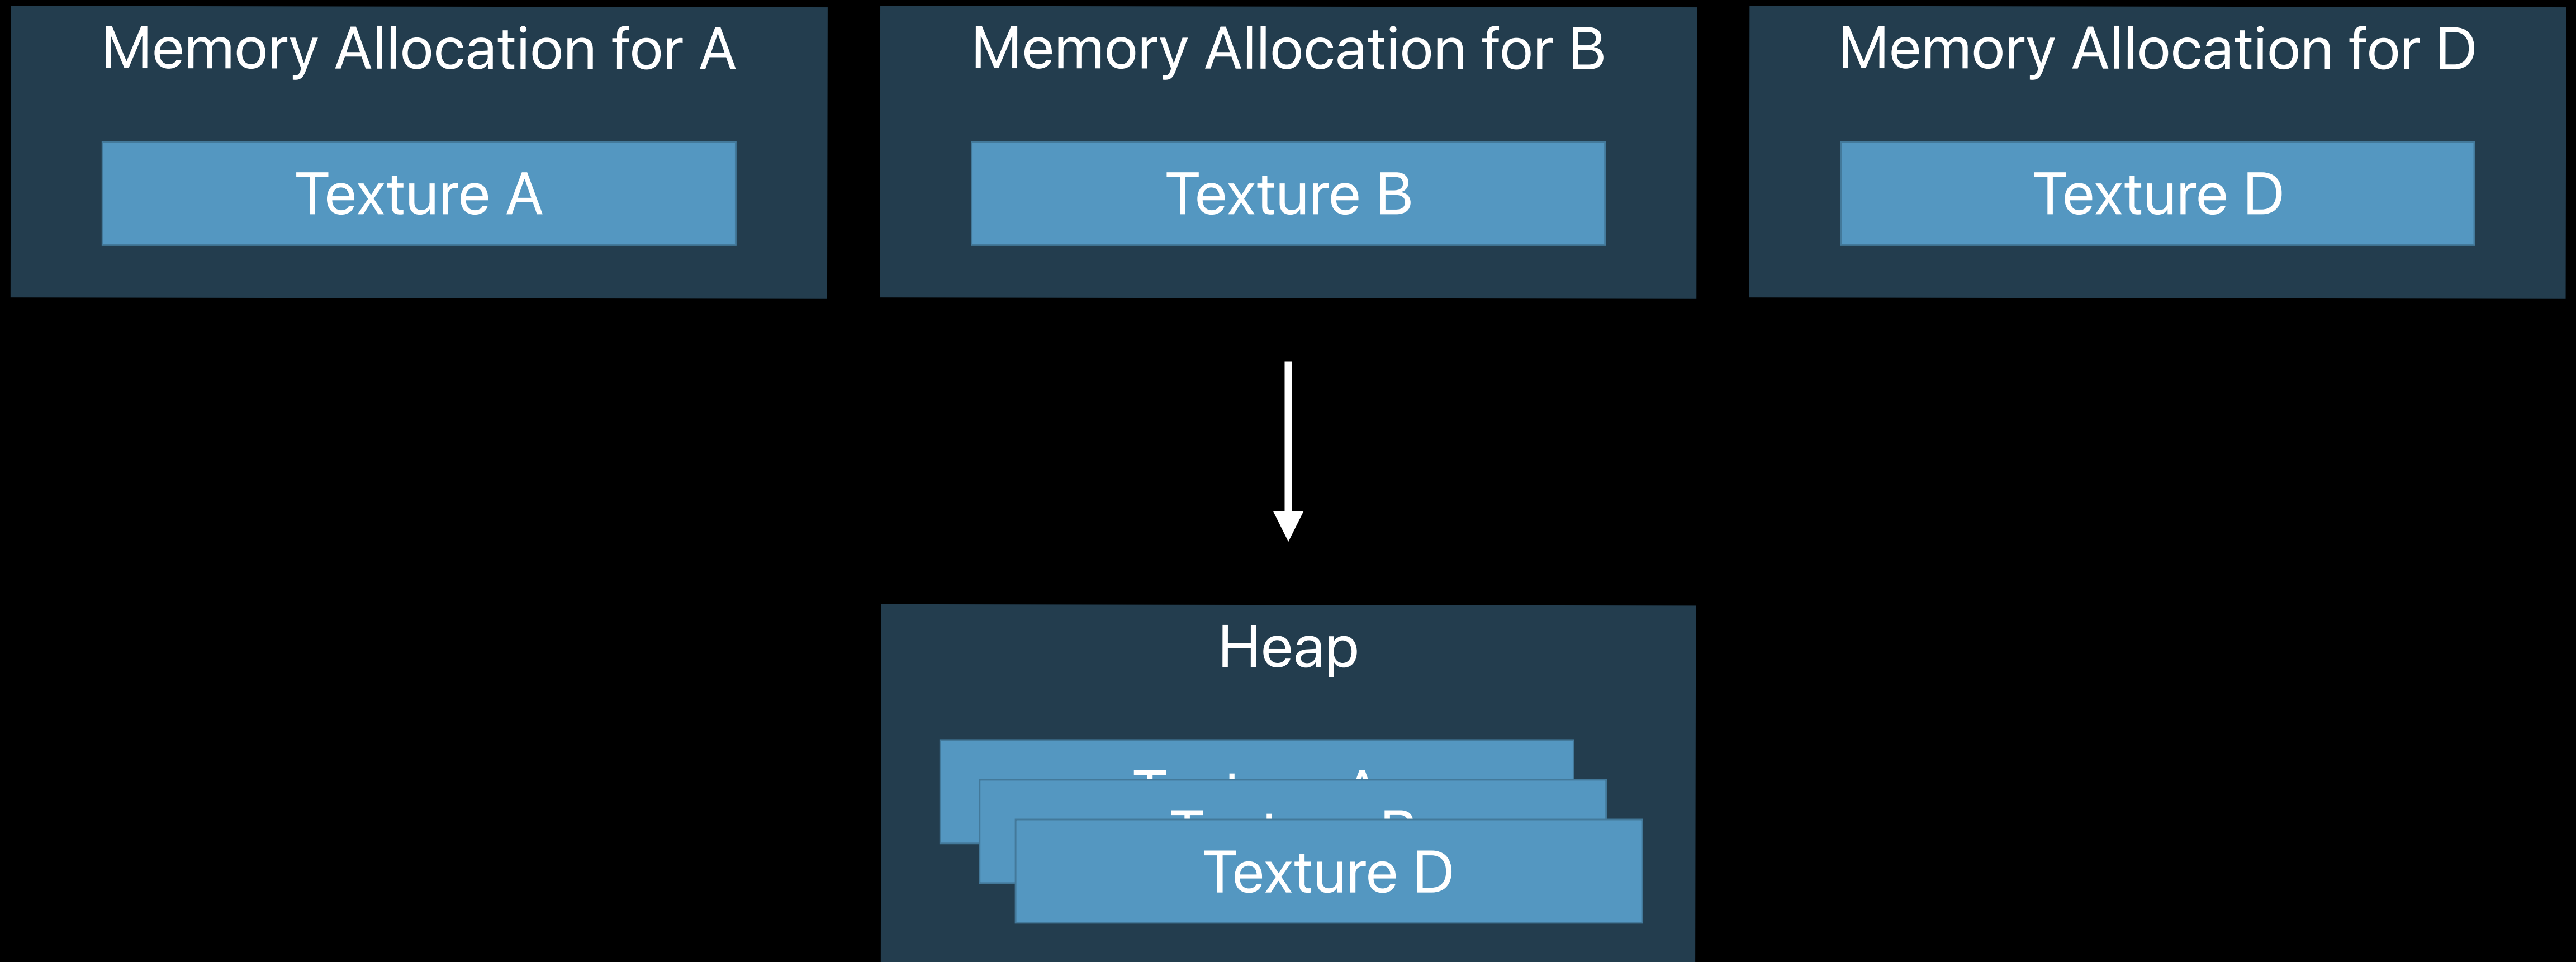 Memory Allocation for A
Memory Allocation for B
Memory Allocation for D
Texture A
Texture B
Texture D
Heap
Texture D